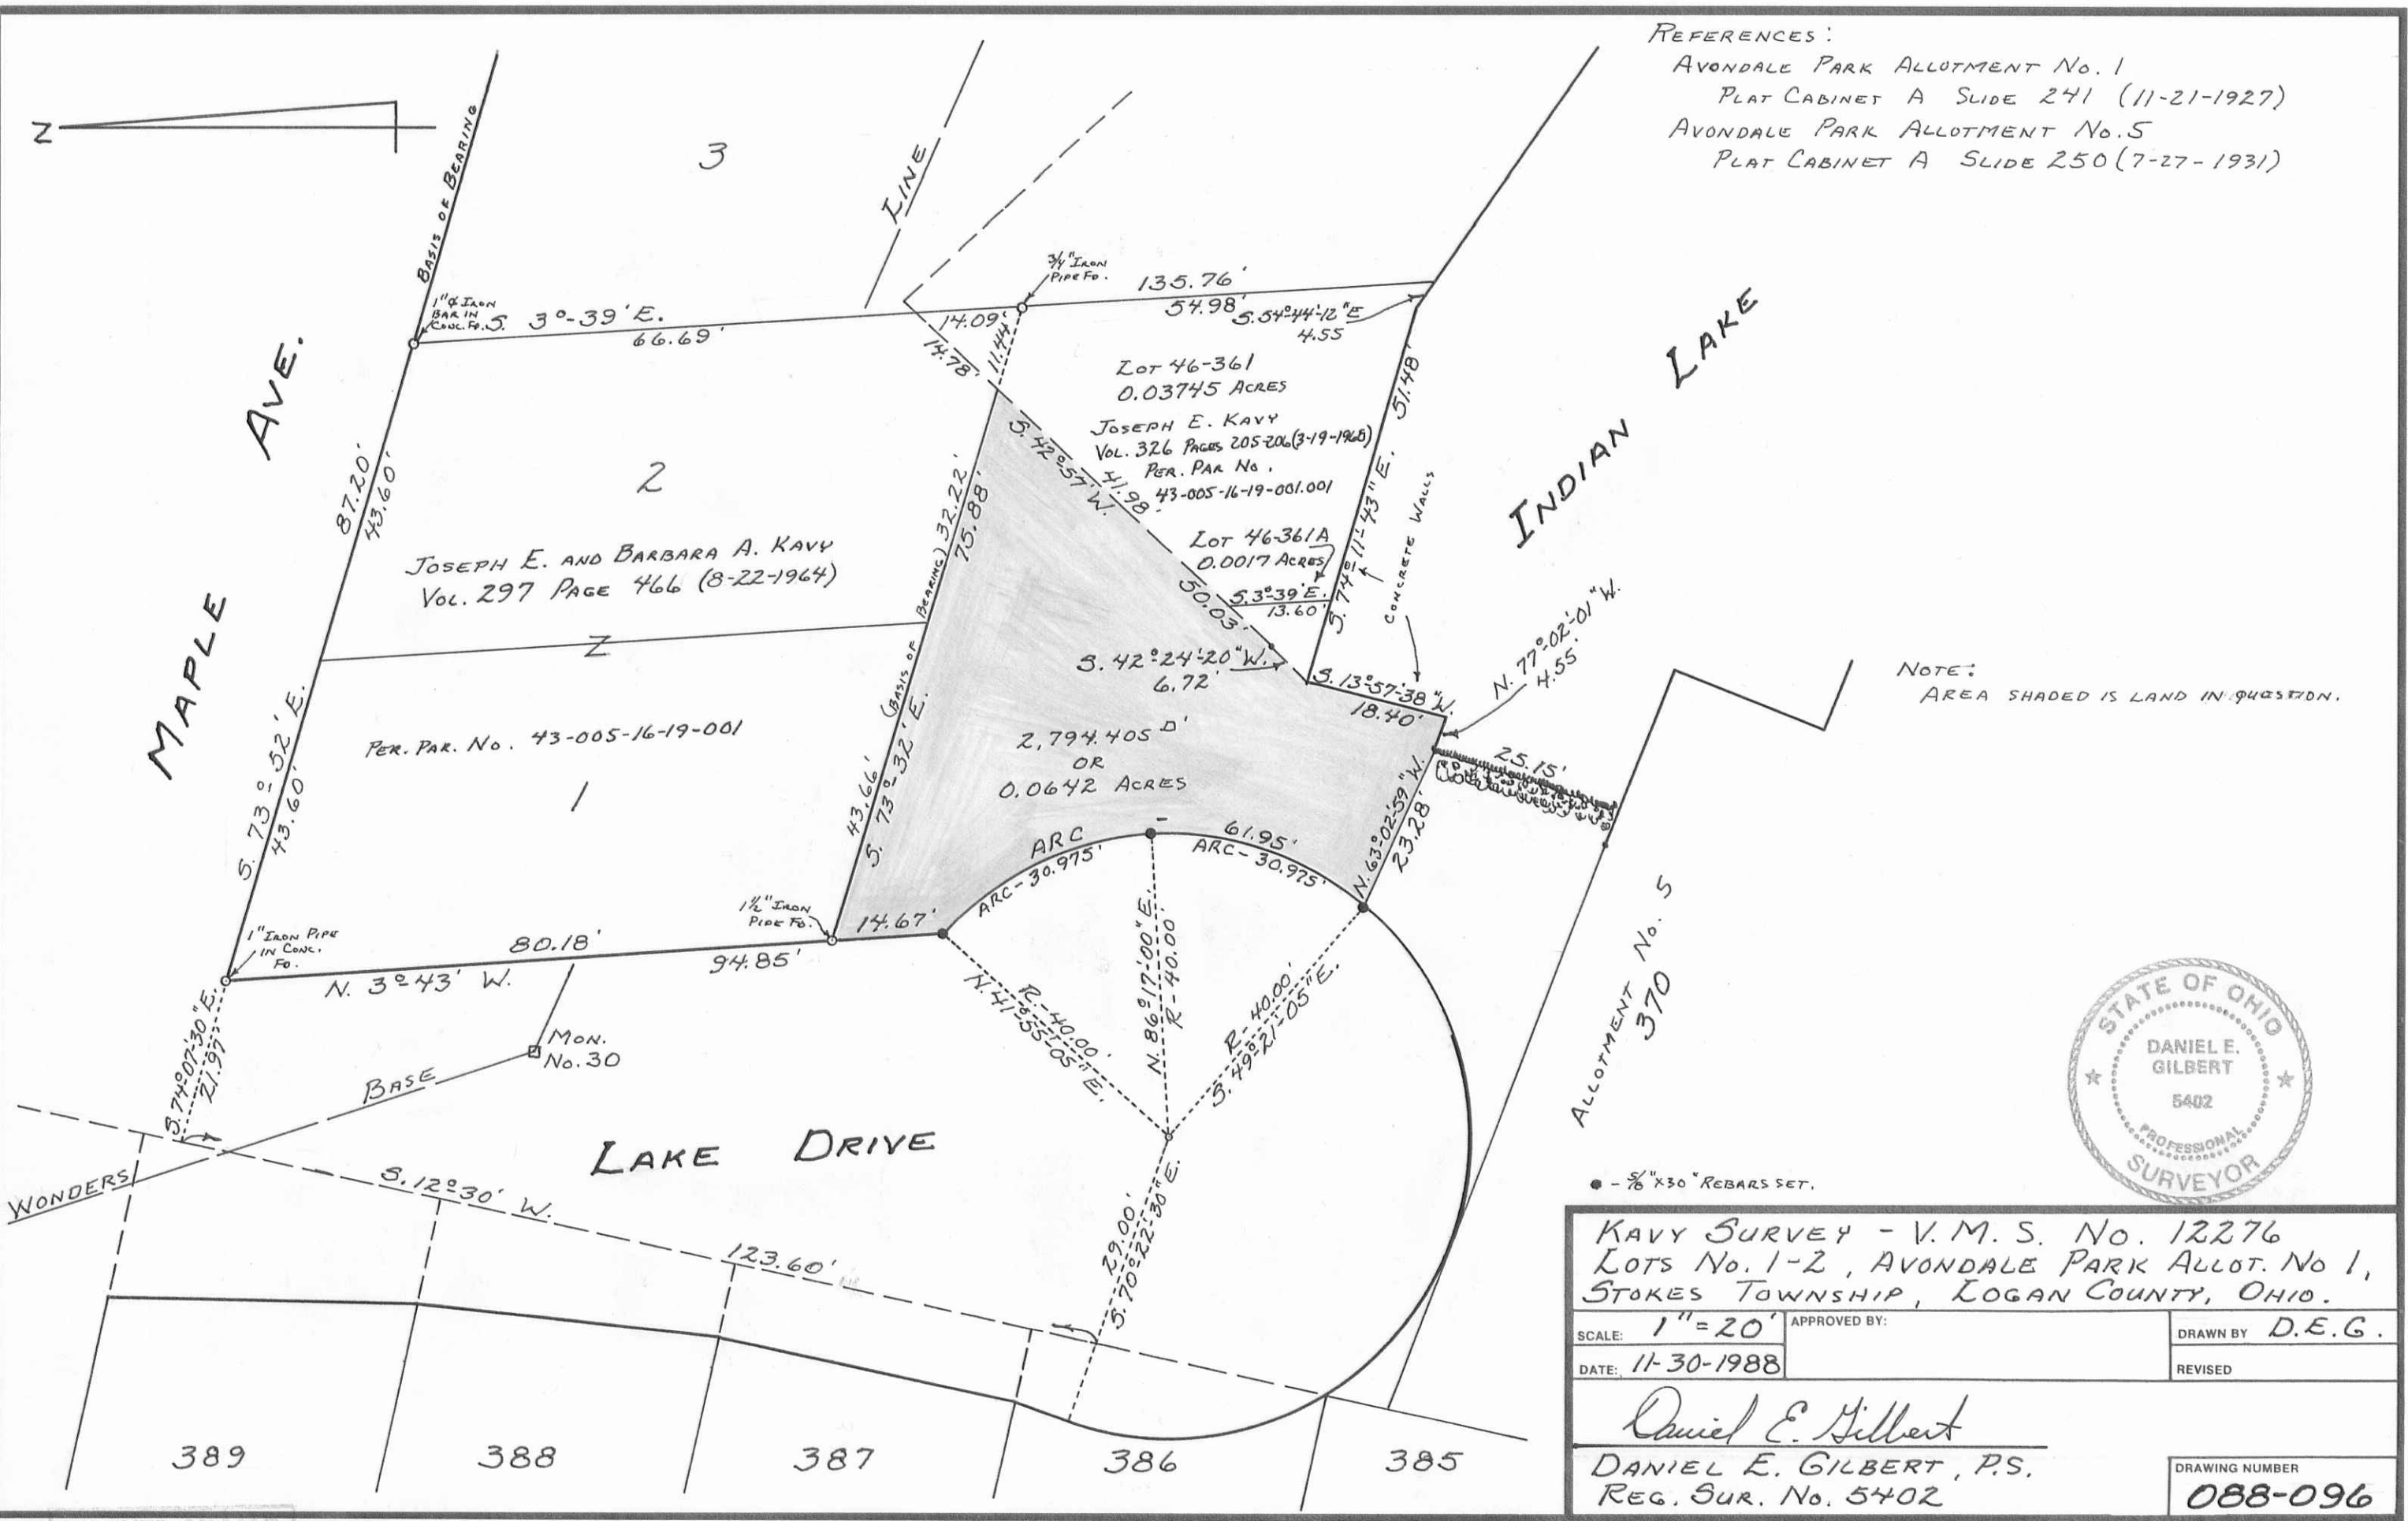 REFERENCES:
AVONDALE PARK ALLOTMENT No. 1
PLAT CABINET A SLIDE 241 (11-21-1927)
AVONDALE PARK ALLOTMENT No. 5
PLAT CABINET A SLIDE 250 (7-27-1931)
Z
BASIS OF BEARING
3
LINE
1"⌀ IRON
BAR IN
CONC. FO.
S. 3°-39' E.
66.69'
3/4" IRON
PIPE FO.
135.76'
54.98'
14.09'
11.44'
14.78'
S. 54°-44'-12" E
4.55
LOT 46-361
0.03745 ACRES
JOSEPH E. KAVY
VOL. 326 PAGES 205-206 (3-19-1968)
PER. PAR NO.
43-005-16-19-001.001
LOT 46-361A
0.0017 ACRES
S. 3°-39' E.
13.60'
S. 74°-11'-43" E.
51.48'
CONCRETE WALLS
INDIAN LAKE
MAPLE AVE.
87.20'
43.60'
S. 73°-52' E.
43.60'
2
JOSEPH E. AND BARBARA A. KAVY
VOL. 297 PAGE 466 (8-22-1964)
Z
PER. PAR. NO. 43-005-16-19-001
1
(BASIS OF BEARING) 32.22'
75.88'
43.66'
S. 73°-32' E.
S. 42°-57' W.
41.98'
50.03'
S. 42°24'-20" W.
6.72'
S. 13°-57'-38" W.
18.40'
N. 77°-02'-01" W.
4.55'
N. 63°-02'-59" W.
23.28'
25.15'
NOTE:
AREA SHADED IS LAND IN QUESTION.
2,794.405 □'
OR
0.0642 ACRES
ARC - 61.95'
ARC - 30.975'
ARC - 30.975'
1 1/2" IRON
PIPE FO.
14.67'
1" IRON PIPE
IN CONC.
FO.
80.18'
N. 3°-43' W.
94.85'
R. - 40.00'
N. 41°-55'-05" E.
N. 86°-17'-00" E.
R - 40.00'
R - 40.00'
S. 49°-21'-05" E.
S. 74°-07'-30" E.
21.97'
MON.
No. 30
BASE
WONDERS
LAKE DRIVE
S. 12°-30' W.
123.60'
29.00'
S. 70°-22'-30" E.
ALLOTMENT NO. 5
370
389
388
387
386
385
STATE OF OHIO
DANIEL E.
GILBERT
5402
PROFESSIONAL
SURVEYOR
● - 5/8" X 30" REBARS SET.
KAVY SURVEY - V. M. S. NO. 12276
LOTS NO. 1-2, AVONDALE PARK ALLOT. NO 1,
STOKES TOWNSHIP, LOGAN COUNTY, OHIO.
SCALE: 1" = 20'
APPROVED BY:
DRAWN BY D.E.G.
DATE: 11-30-1988
REVISED
Daniel E. Gilbert
DANIEL E. GILBERT, P.S.
REG. SUR. NO. 5402
DRAWING NUMBER
088-096